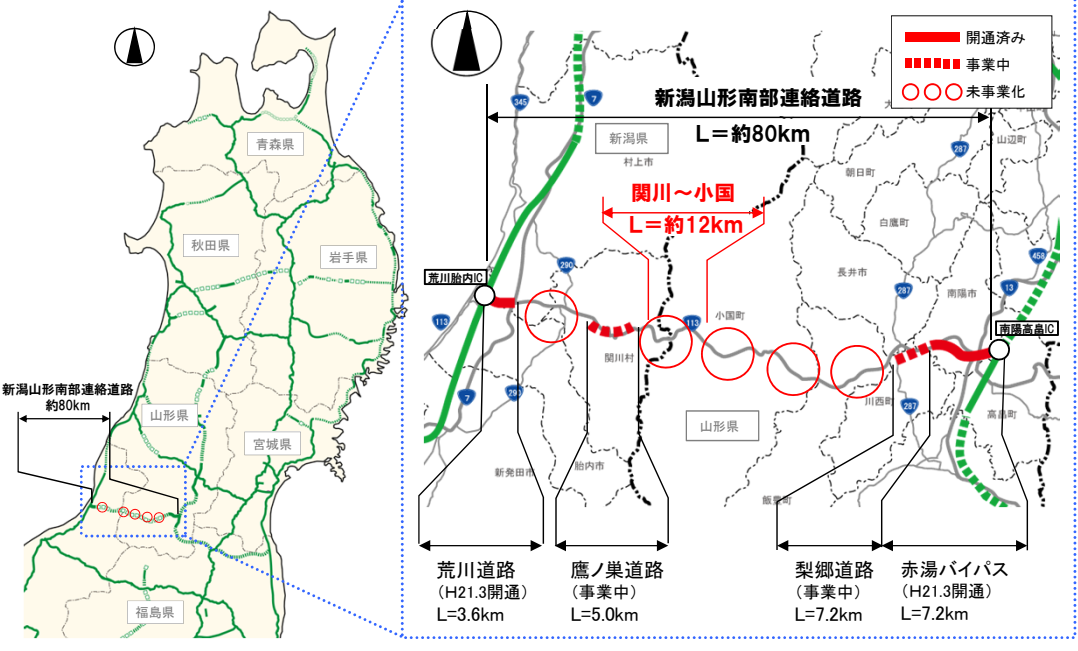 青森県
秋田県
岩手県
新潟山形南部連絡道路
約80km
山形県
宮城県
福島県
開通済み
事業中
未事業化
新潟山形南部連絡道路
L=約80km
345
7
新潟県
村上市
287
山辺町
朝日町
関川~小国
L=約12km
白鷹町
458
290
長井市
荒川胎内IC
287
南陽市
13
113
小国町
113
南陽高畠IC
関川村
7
290
川西町
287
高畠町
山形県
新発田市
胎内市
飯豊町
荒川道路
(H21.3開通)
L=3.6km
鷹ノ巣道路
(事業中)
L=5.0km
梨郷道路
(事業中)
L=7.2km
赤湯バイパス
(H21.3開通)
L=7.2km